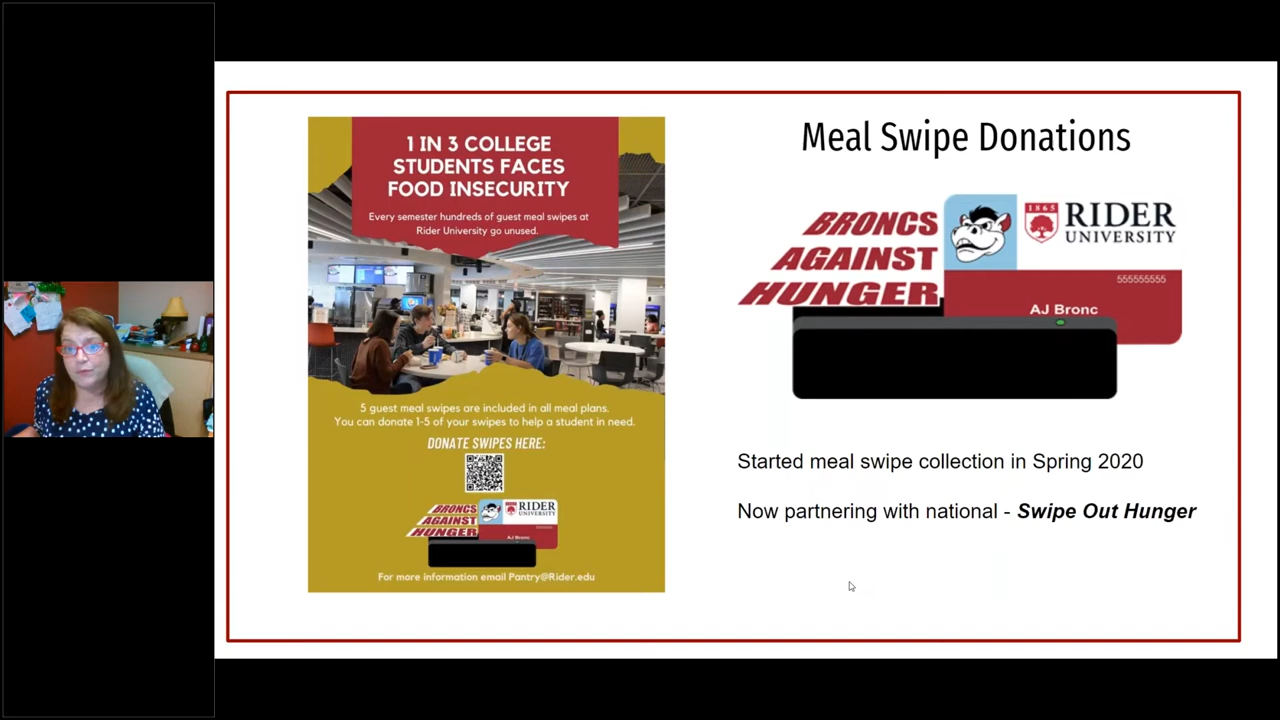 1 IN 3 COLLEGE
STUDENTS FACES
FOOD INSECURITY
Every semester hundreds of guest meal swipes at
Rider University go unused.
5 guest meal swipes are included in all meal plans.
You can donate 1-5 of your swipes to help a student in need.
DONATE SWIPES HERE:
BRONCS
AGAINST
HUNGER
RIDER
UNIVERSITY
AJ Bronc
For more information email Pantry@Rider.edu
Meal Swipe Donations
BRONCS
AGAINST
HUNGER
1865
RIDER
UNIVERSITY
555555555
AJ Bronc
Started meal swipe collection in Spring 2020
Now partnering with national - Swipe Out Hunger